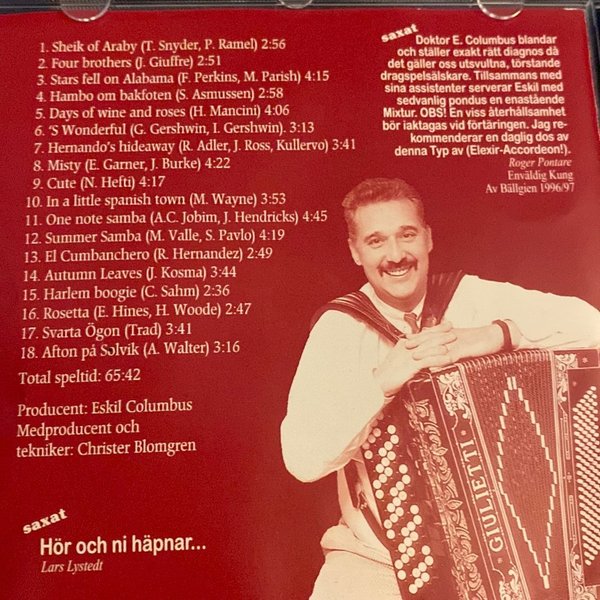 1. Sheik of Araby (T. Snyder, P. Ramel) 2:56
2. Four brothers (J. Giuffre) 2:51
3. Stars fell on Alabama (F. Perkins, M. Parish) 4:15
4. Hambo om bakfoten (S. Asmussen) 2:58
5. Days of wine and roses (H. Mancini) 4:06
6. ‘S Wonderful (G. Gershwin, I. Gershwin). 3:13
7. Hernando's hideaway (R. Adler, J. Ross, Kullervo) 3:41
8. Misty (E. Garner, J. Burke) 4:22
9. Cute (N. Hefti) 4:17
10. In a little spanish town (M. Wayne) 3:53
11. One note samba (A.C. Jobim, J. Hendricks) 4:45
12. Summer Samba (M. Valle, S. Pavlo) 4:19
13. El Cumbanchero (R. Hernandez) 2:49
14. Autumn Leaves (J. Kosma) 3:44
15. Harlem boogie (C. Sahm) 2:36
16. Rosetta (E. Hines, H. Woode) 2:47
17. Svarta Ögon (Trad) 3:41
18. Afton på Sølvik (A. Walter) 3:16
Total speltid: 65:42
Producent: Eskil Columbus
Medproducent och
tekniker: Christer Blomgren
saxat
Hör och ni häpnar...
Lars Lystedt
saxat
Doktor E. Columbus blandar
och ställer exakt rätt diagnos då
det gäller oss utsvultna, törstande
dragspelsälskare. Tillsammans med
sina assistenter serverar Eskil med
sedvanlig pondus en enastående
Mixtur. OBS! En viss återhållsamhet
bör iaktagas vid förtäringen. Jag re-
kommenderar en daglig dos av
denna Typ av (Elexir-Accordeon!).
Roger Pontare
Enväldig Kung
Av Bällgien 1996/97
GIULIETTI